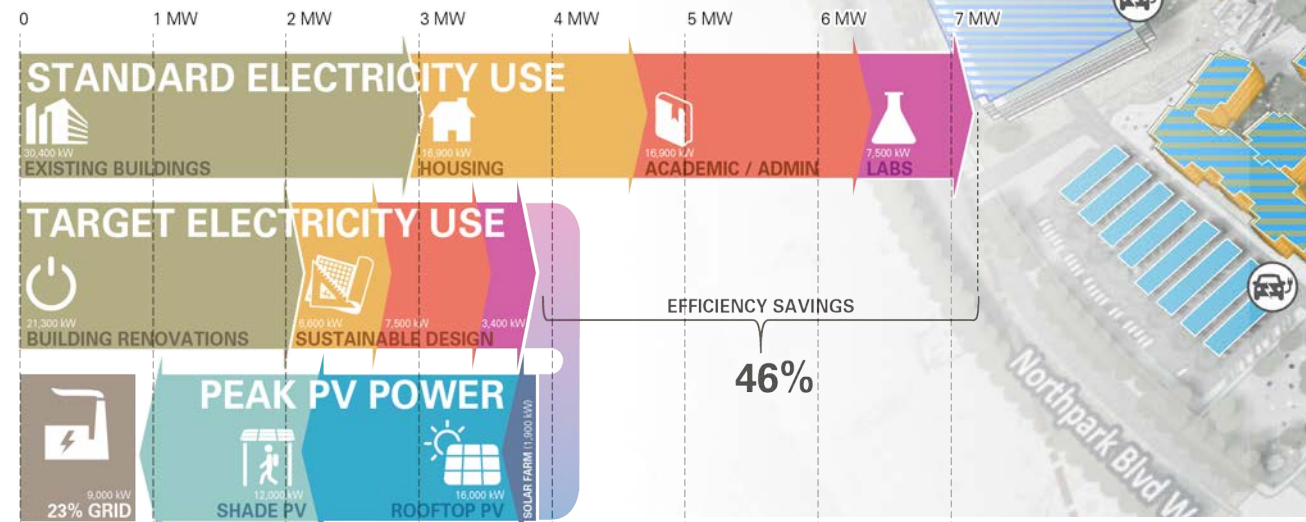 0 1 MW 2 MW 3 MW 4 MW 5 MW 6 MW 7 MW
STANDARD ELECTRICITY USE
30,400 kW 16,900 kW 16,900 kW 7,500 kW
EXISTING BUILDINGS HOUSING ACADEMIC / ADMIN LABS
TARGET ELECTRICITY USE
EFFICIENCY SAVINGS
21,300 kW 6,600 kW 7,500 kW 3,400 kW
BUILDING RENOVATIONS SUSTAINABLE DESIGN
46%
PEAK PV POWER
SOLAR FARM (1,900 kW)
9,000 kW 12,000 kW 16,000 kW
23% GRID SHADE PV ROOFTOP PV
Northpark Blvd W